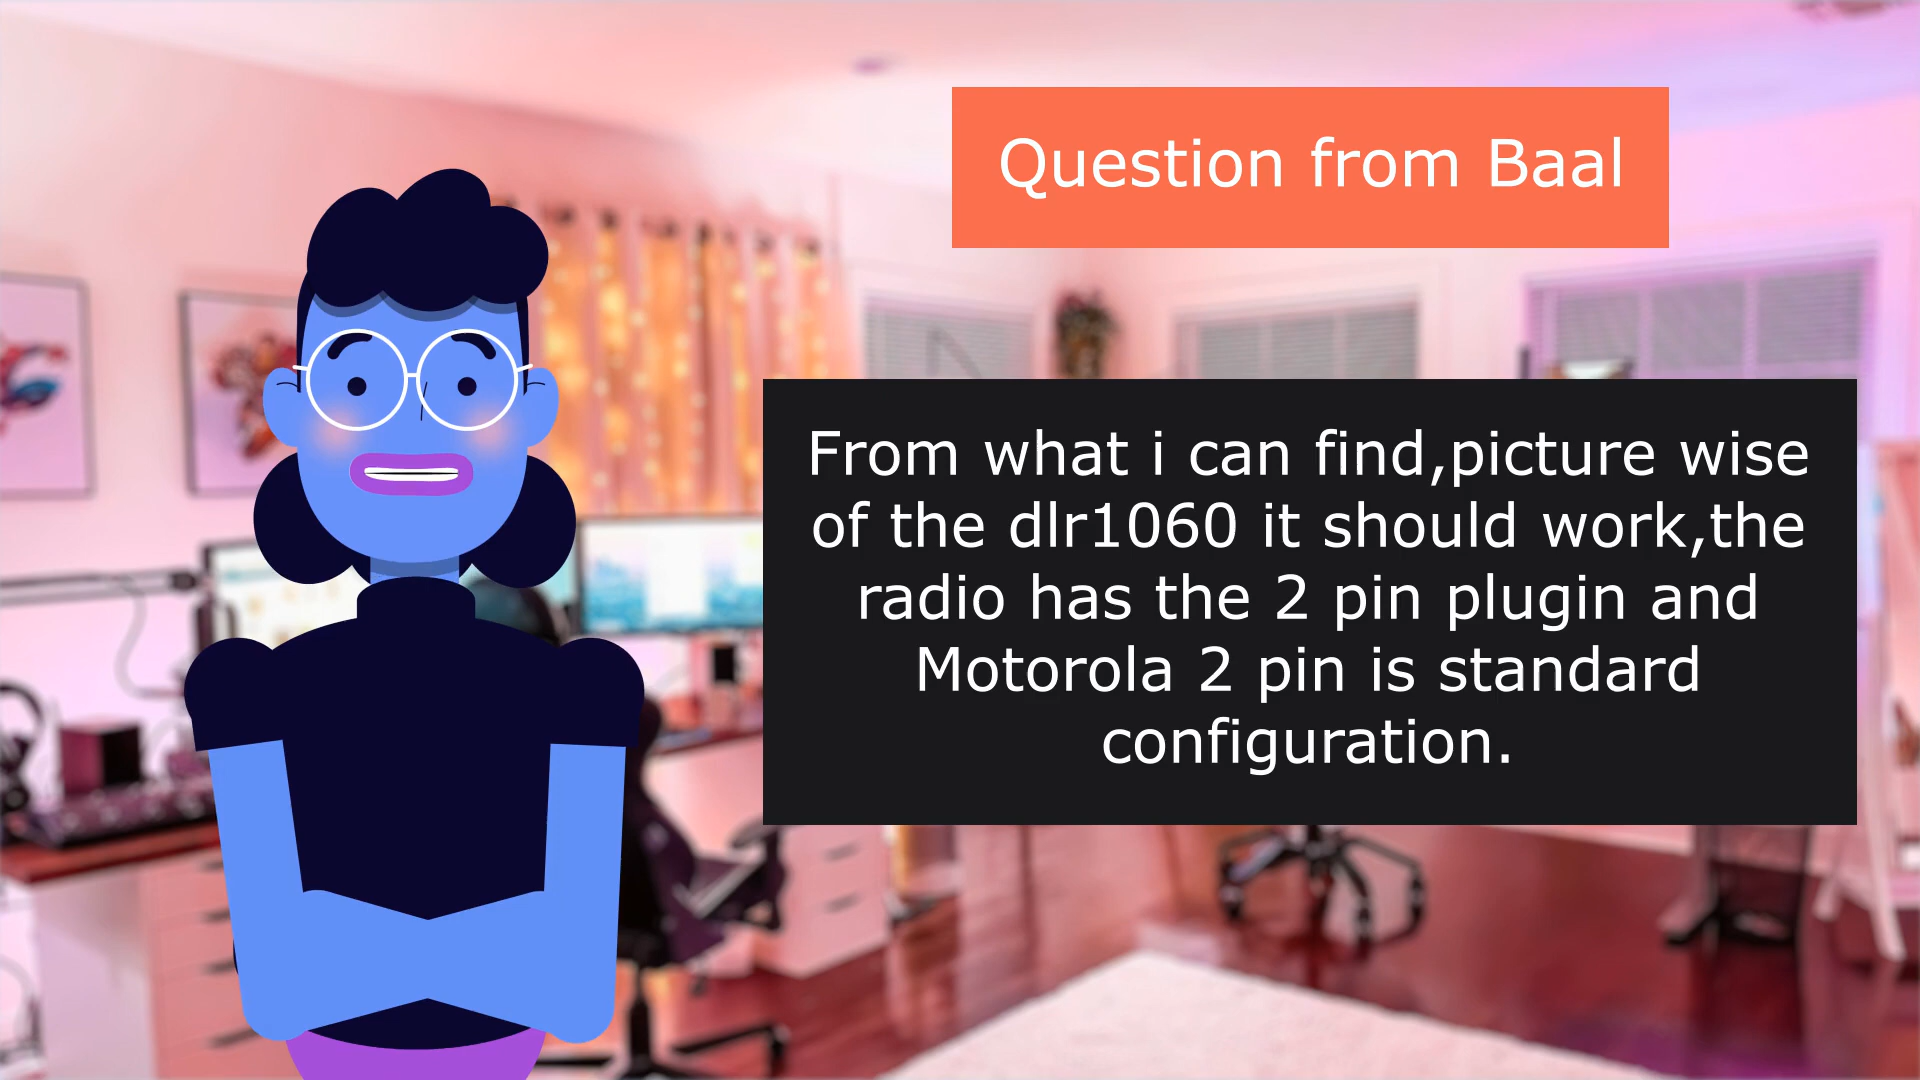 Question from Baal
From what i can find,picture wise
of the dlr1060 it should work,the
radio has the 2 pin plugin and
Motorola 2 pin is standard
configuration.